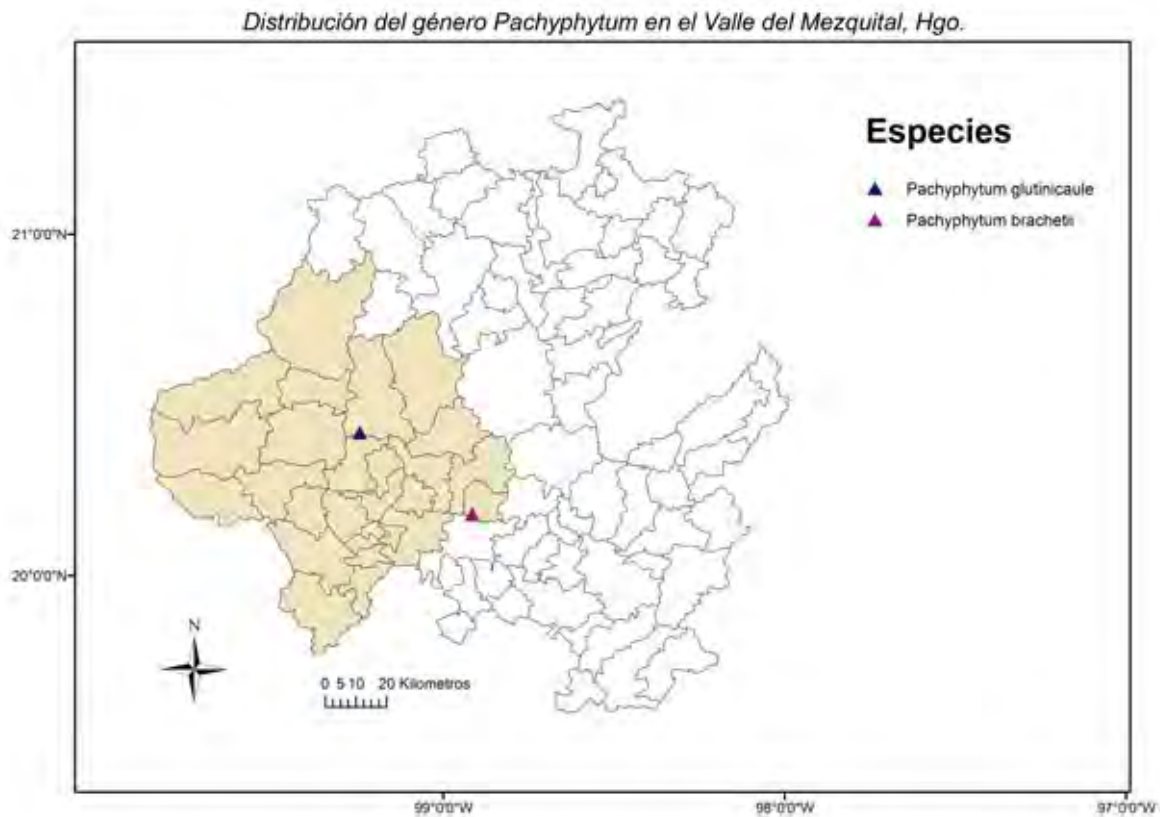 Distribución del género Pachyphytum en el Valle del Mezquital, Hgo.
Especies
Pachyphytum glutinicaule
Pachyphytum brachetii
21°0'0"N
20°0'0"N
N
0 5 10 20 Kilometros
99°0'0"W
98°0'0"W
97°0'0"W